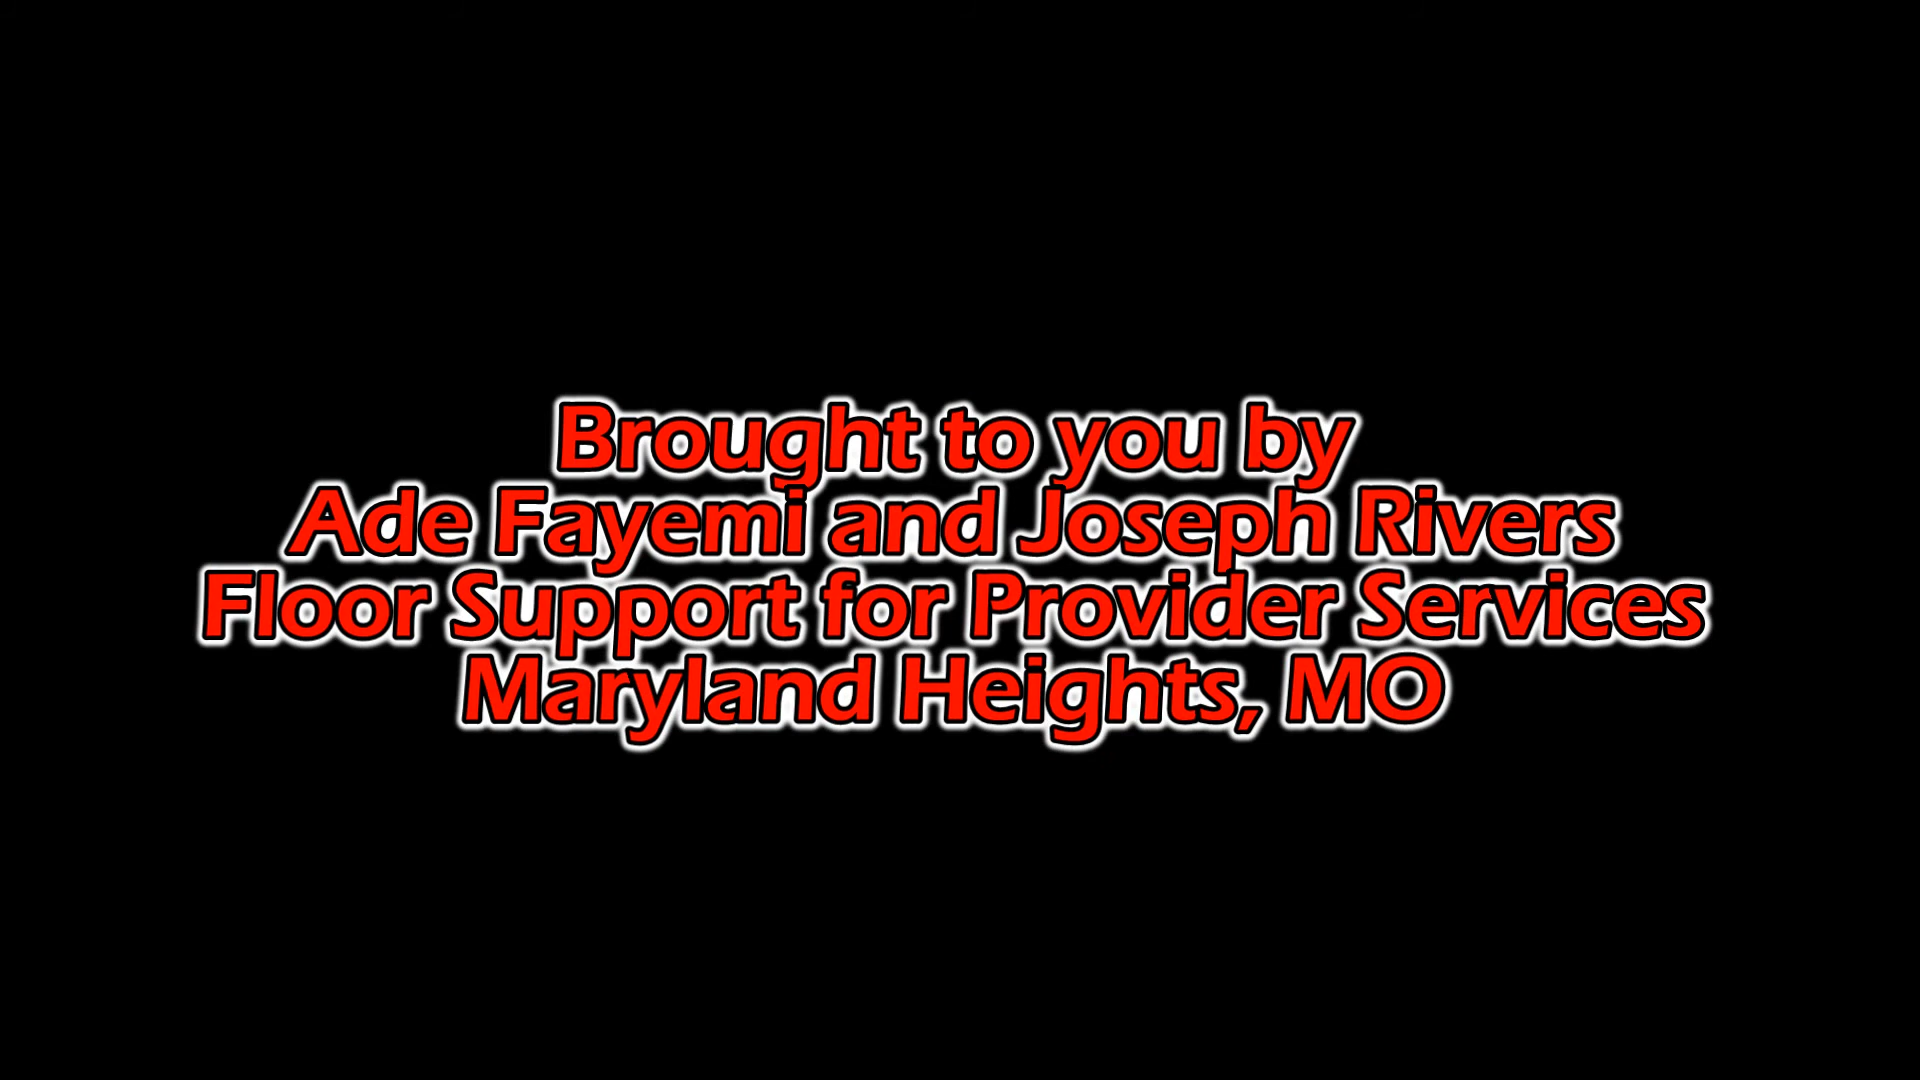 Brought to you by
Ade Fayemi and Joseph Rivers
Floor Support for Provider Services
Maryland Heights, MO